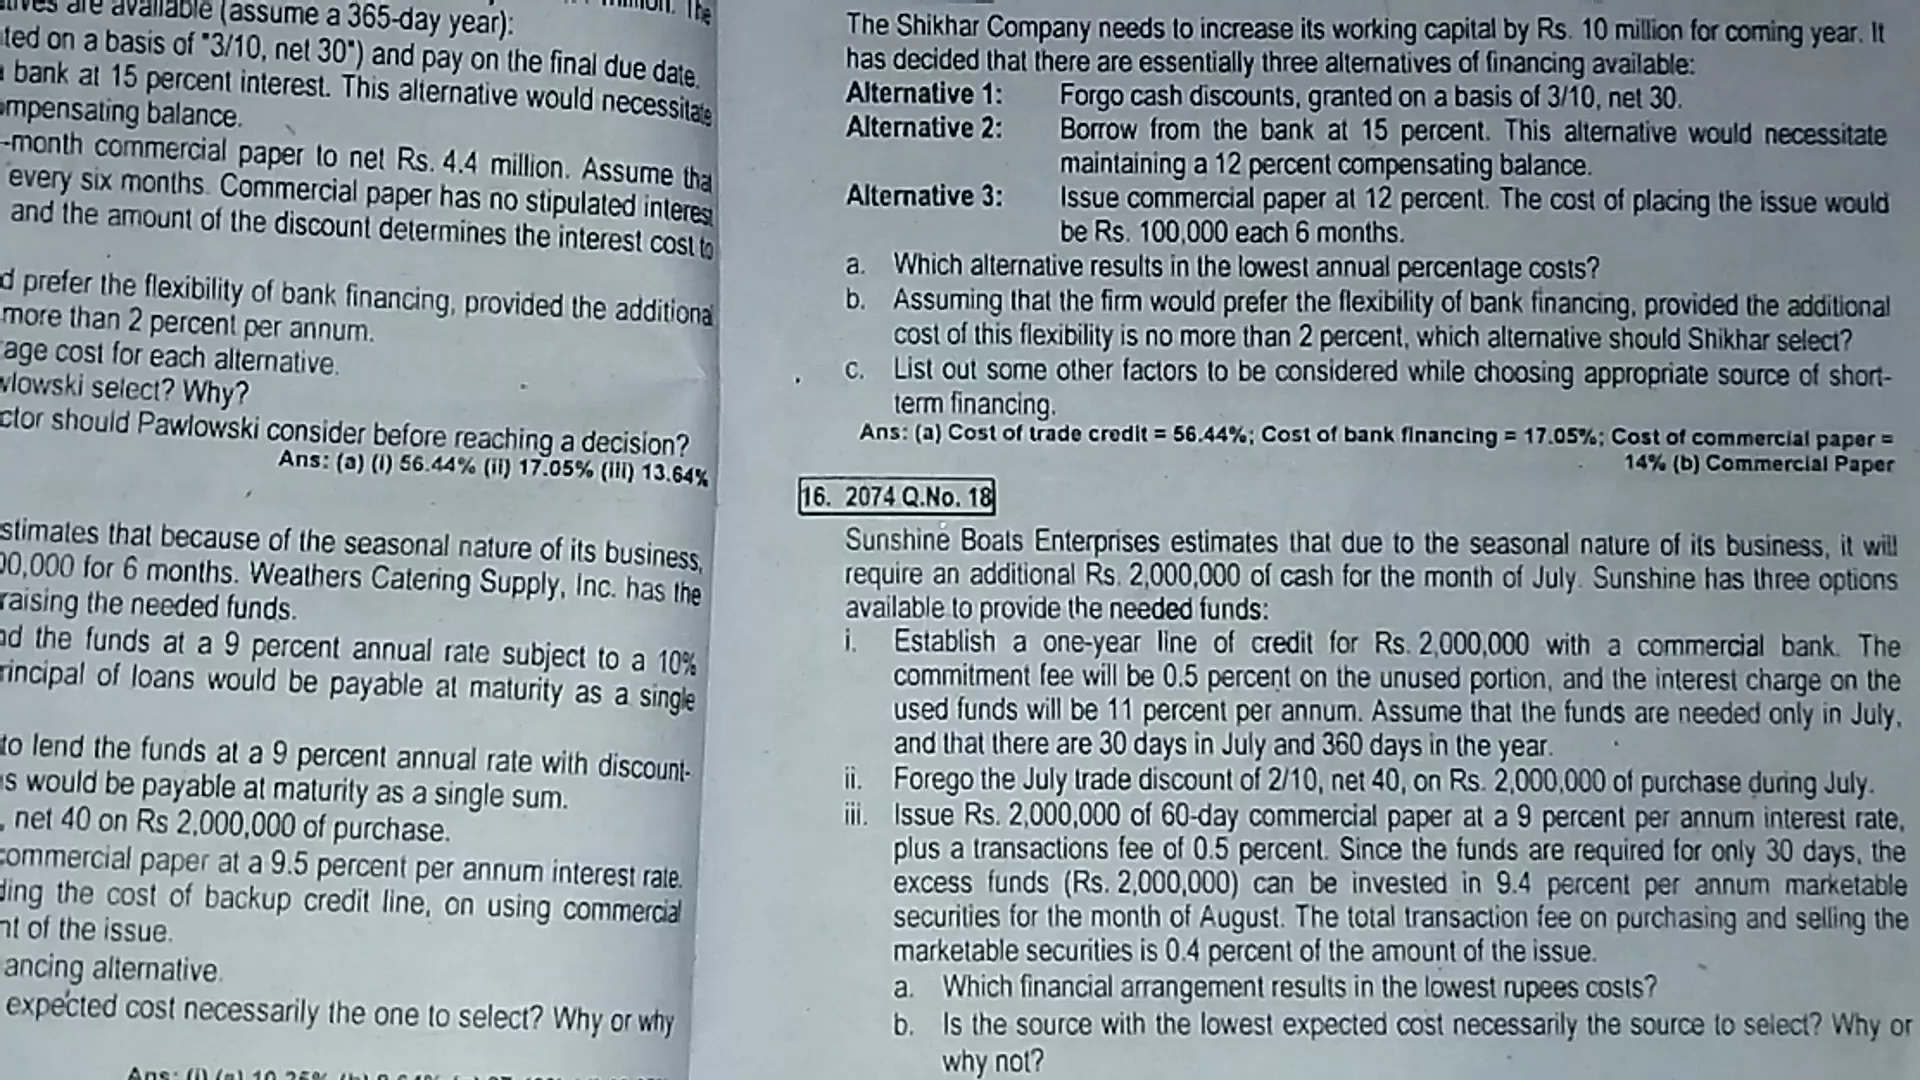 are available (assume a 365-day year):
on a basis of "3/10, net 30") and pay on the final due date.
bank at 15 percent interest. This alternative would necessitate
compensating balance.
-month commercial paper to net Rs. 4.4 million. Assume that
every six months. Commercial paper has no stipulated interest
and the amount of the discount determines the interest cost to
prefer the flexibility of bank financing, provided the additional
more than 2 percent per annum.
age cost for each alternative.
wlowski select? Why?
ctor should Pawlowski consider before reaching a decision?
Ans: (a) (i) 56.44% (ii) 17.05% (iii) 13.64%
stimates that because of the seasonal nature of its business,
00,000 for 6 months. Weathers Catering Supply, Inc. has the
raising the needed funds.
the funds at a 9 percent annual rate subject to a 10%
rincipal of loans would be payable at maturity as a single
to lend the funds at a 9 percent annual rate with discount-
s would be payable at maturity as a single sum.
, net 40 on Rs 2,000,000 of purchase.
commercial paper at a 9.5 percent per annum interest rate.
ding the cost of backup credit line, on using commercial
nt of the issue.
ancing alternative.
expected cost necessarily the one to select? Why or why
The Shikhar Company needs to increase its working capital by Rs. 10 million for coming year. It
has decided that there are essentially three alternatives of financing available:
Alternative 1: Forgo cash discounts, granted on a basis of 3/10, net 30.
Alternative 2: Borrow from the bank at 15 percent. This alternative would necessitate
maintaining a 12 percent compensating balance.
Alternative 3: Issue commercial paper at 12 percent. The cost of placing the issue would
be Rs. 100,000 each 6 months.
a. Which alternative results in the lowest annual percentage costs?
b. Assuming that the firm would prefer the flexibility of bank financing, provided the additional
cost of this flexibility is no more than 2 percent, which alternative should Shikhar select?
c. List out some other factors to be considered while choosing appropriate source of short-
term financing.
Ans: (a) Cost of trade credit = 56.44%; Cost of bank financing = 17.05%; Cost of commercial paper =
14% (b) Commercial Paper
16. 2074 Q.No. 18
Sunshine Boats Enterprises estimates that due to the seasonal nature of its business, it will
require an additional Rs. 2,000,000 of cash for the month of July. Sunshine has three options
available to provide the needed funds:
i. Establish a one-year line of credit for Rs. 2,000,000 with a commercial bank. The
commitment fee will be 0.5 percent on the unused portion, and the interest charge on the
used funds will be 11 percent per annum. Assume that the funds are needed only in July,
and that there are 30 days in July and 360 days in the year.
ii. Forego the July trade discount of 2/10, net 40, on Rs. 2,000,000 of purchase during July.
iii. Issue Rs. 2,000,000 of 60-day commercial paper at a 9 percent per annum interest rate,
plus a transactions fee of 0.5 percent. Since the funds are required for only 30 days, the
excess funds (Rs. 2,000,000) can be invested in 9.4 percent per annum marketable
securities for the month of August. The total transaction fee on purchasing and selling the
marketable securities is 0.4 percent of the amount of the issue.
a. Which financial arrangement results in the lowest rupees costs?
b. Is the source with the lowest expected cost necessarily the source to select? Why or
why not?